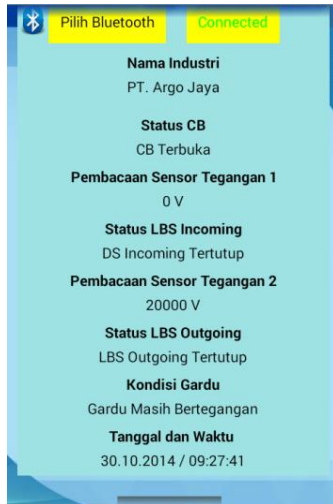 Pilih Bluetooth Connected
Nama Industri
PT. Argo Jaya
Status CB
CB Terbuka
Pembacaan Sensor Tegangan 1
0 V
Status LBS Incoming
DS Incoming Tertutup
Pembacaan Sensor Tegangan 2
20000 V
Status LBS Outgoing
LBS Outgoing Tertutup
Kondisi Gardu
Gardu Masih Bertegangan
Tanggal dan Waktu
30.10.2014 / 09:27:41